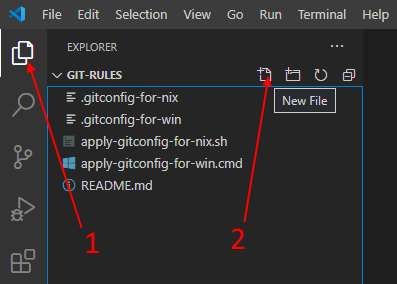 File Edit Selection View Go Run Terminal Help
EXPLORER
GIT-RULES
New File
.gitconfig-for-nix
.gitconfig-for-win
apply-gitconfig-for-nix.sh
apply-gitconfig-for-win.cmd
README.md
1
2